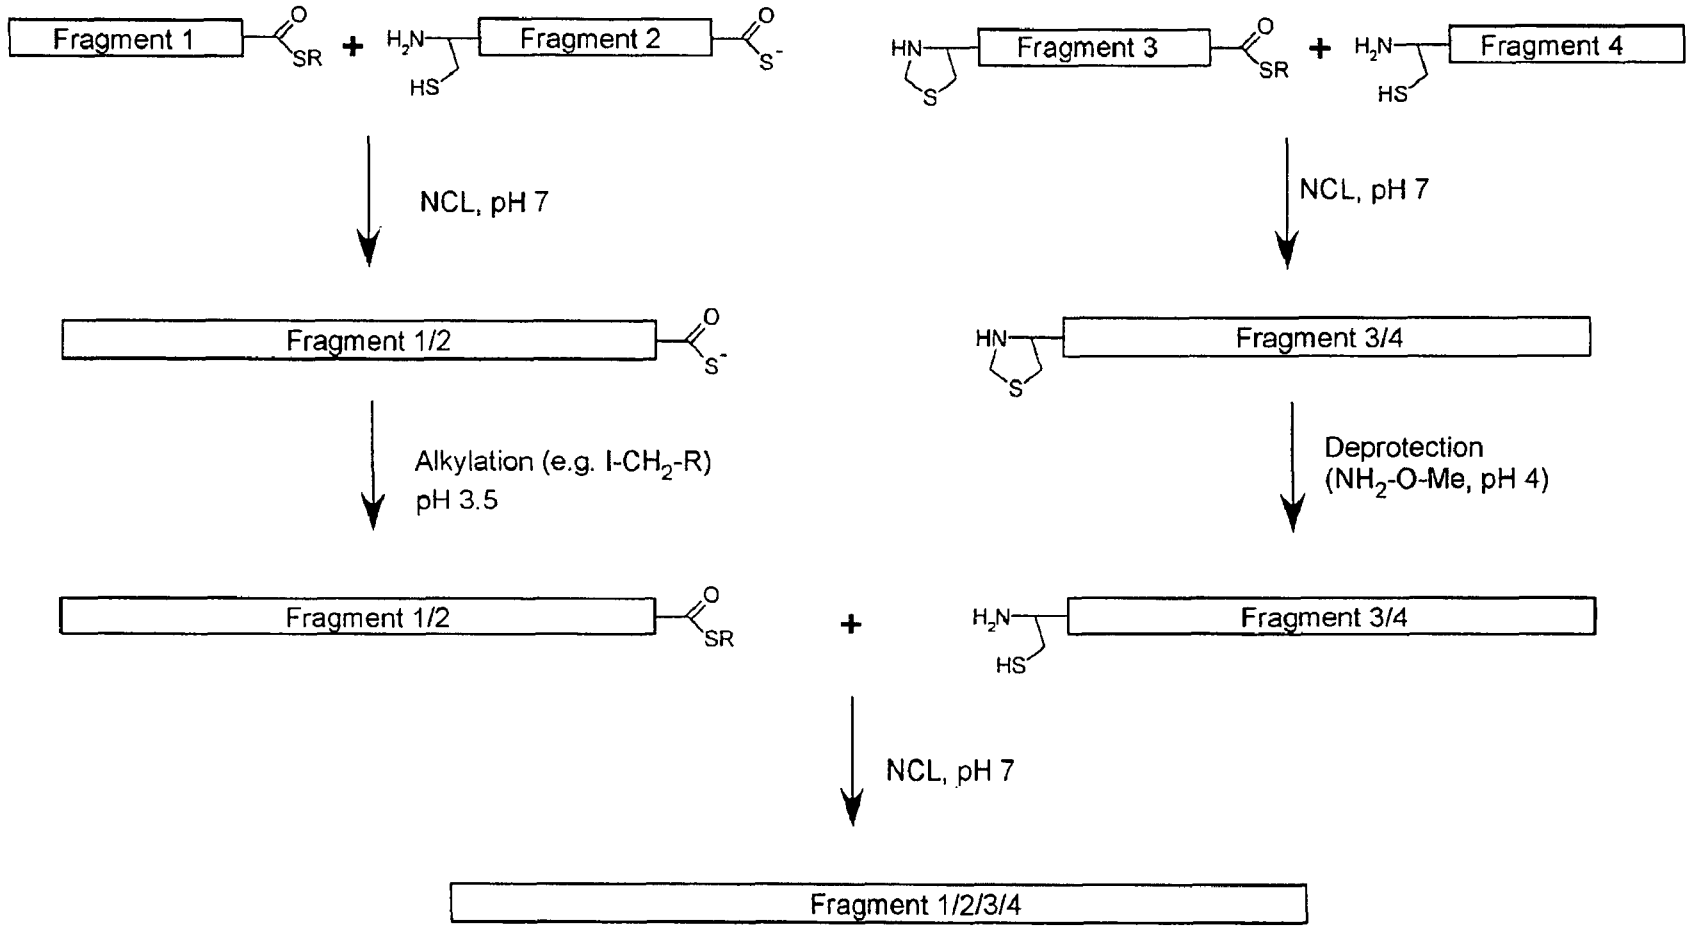 Fragment 1
O
SR
+
H2N
HS
Fragment 2
O
S-
HN
S
Fragment 3
O
SR
+
H2N
HS
Fragment 4
NCL, pH 7
NCL, pH 7
Fragment 1/2
O
S-
HN
S
Fragment 3/4
Alkylation (e.g. I-CH2-R)
pH 3.5
Deprotection
(NH2-O-Me, pH 4)
Fragment 1/2
O
SR
+
H2N
HS
Fragment 3/4
NCL, pH 7
Fragment 1/2/3/4